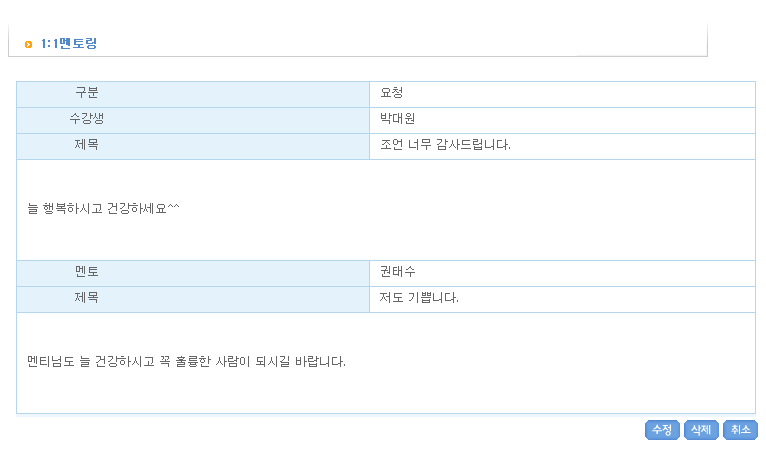 1:1멘토링
구분 요청
수강생 박대원
제목 조언 너무 감사드립니다.
늘 행복하시고 건강하세요^^
멘토 권태수
제목 저도 기쁩니다.
멘티님도 늘 건강하시고 꼭 훌륭한 사람이 되시길 바랍니다.
수정 삭제 취소